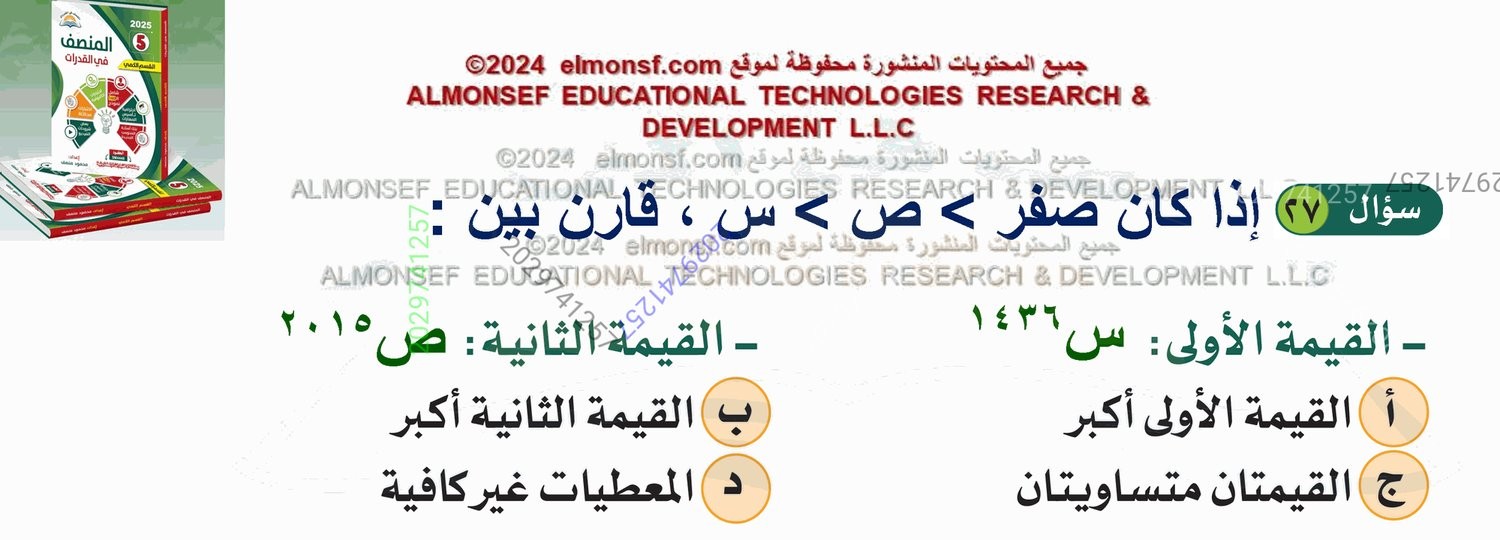 2025
5
المنصف
في القدرات
القسم الكمي
جميع المحتويات المنشورة محفوظة لموقع elmonsf.com ©2024
ALMONSEF EDUCATIONAL TECHNOLOGIES RESEARCH &
DEVELOPMENT L.L.C
جميع المحتويات المنشورة محفوظة لموقع elmonsf.com ©2024
ALMONSEF EDUCATIONAL TECHNOLOGIES RESEARCH & DEVELOPMENT L.L.C
سؤال ٢٧ إذا كان صفر > ص > س ، قارن بين :
جميع المحتويات المنشورة محفوظة لموقع elmonsf.com ©2024
ALMONSEF EDUCATIONAL TECHNOLOGIES RESEARCH & DEVELOPMENT L.L.C
2029741257
- القيمة الأولى: س١٤٣٦ - القيمة الثانية: ص٢٠١٥
أ القيمة الأولى أكبر ب القيمة الثانية أكبر
ج القيمتان متساويتان د المعطيات غير كافية